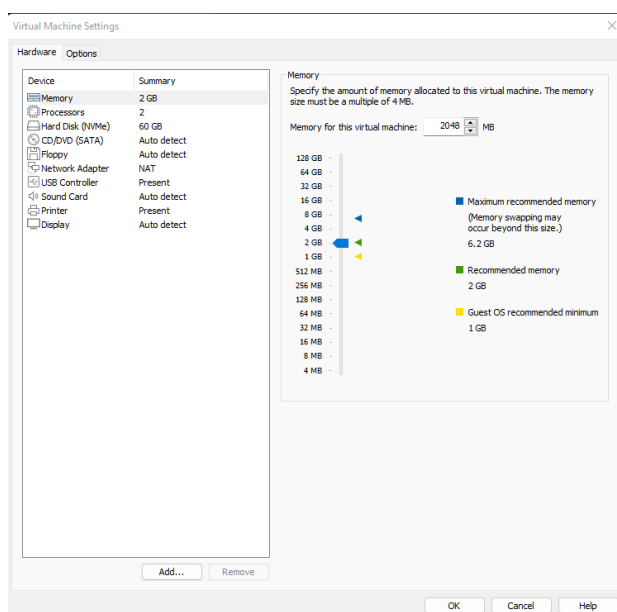 Virtual Machine Settings
Hardware Options
Device Summary
Memory 2 GB
Processors 2
Hard Disk (NVMe) 60 GB
CD/DVD (SATA) Auto detect
Floppy Auto detect
Network Adapter NAT
USB Controller Present
Sound Card Auto detect
Printer Present
Display Auto detect
Add... Remove
Memory
Specify the amount of memory allocated to this virtual machine. The memory
size must be a multiple of 4 MB.
Memory for this virtual machine: 2048 MB
128 GB
64 GB
32 GB
16 GB
8 GB
4 GB
2 GB
1 GB
512 MB
256 MB
128 MB
64 MB
32 MB
16 MB
8 MB
4 MB
Maximum recommended memory
(Memory swapping may
occur beyond this size.)
6.2 GB
Recommended memory
2 GB
Guest OS recommended minimum
1 GB
OK Cancel Help